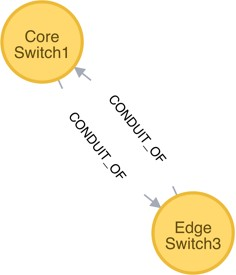 Core
Switch1
CONDUIT_OF
CONDUIT_OF
Edge
Switch3